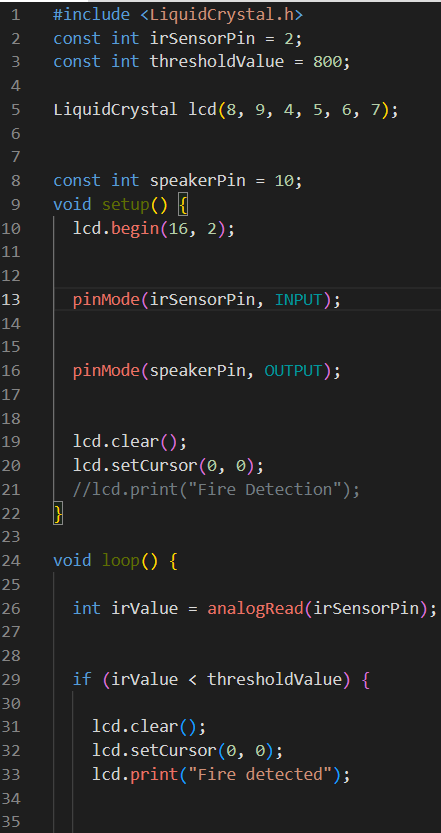 1 #include <LiquidCrystal.h>
2 const int irSensorPin = 2;
3 const int thresholdValue = 800;
4
5 LiquidCrystal lcd(8, 9, 4, 5, 6, 7);
6
7
8 const int speakerPin = 10;
9 void setup() {
10   lcd.begin(16, 2);
11
12
13   pinMode(irSensorPin, INPUT);
14
15
16   pinMode(speakerPin, OUTPUT);
17
18
19   lcd.clear();
20   lcd.setCursor(0, 0);
21   //lcd.print("Fire Detection");
22 }
23
24 void loop() {
25
26   int irValue = analogRead(irSensorPin);
27
28
29   if (irValue < thresholdValue) {
30
31     lcd.clear();
32     lcd.setCursor(0, 0);
33     lcd.print("Fire detected");
34
35